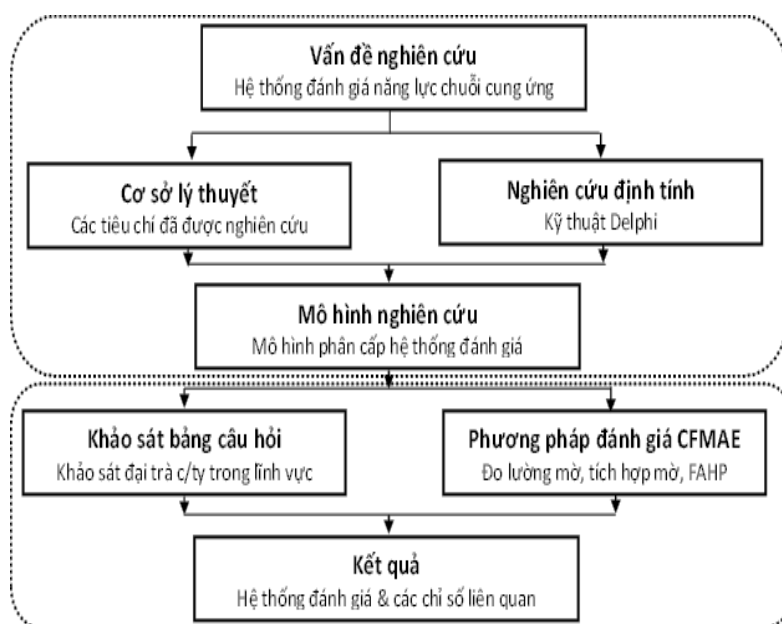 Vấn đề nghiên cứu
Hệ thống đánh giá năng lực chuỗi cung ứng
Cơ sở lý thuyết
Các tiêu chí đã được nghiên cứu
Nghiên cứu định tính
Kỹ thuật Delphi
Mô hình nghiên cứu
Mô hình phân cấp hệ thống đánh giá
Khảo sát bảng câu hỏi
Khảo sát đại trà c/ty trong lĩnh vực
Phương pháp đánh giá CFMAE
Đo lường mờ, tích hợp mờ, FAHP
Kết quả
Hệ thống đánh giá & các chỉ số liên quan